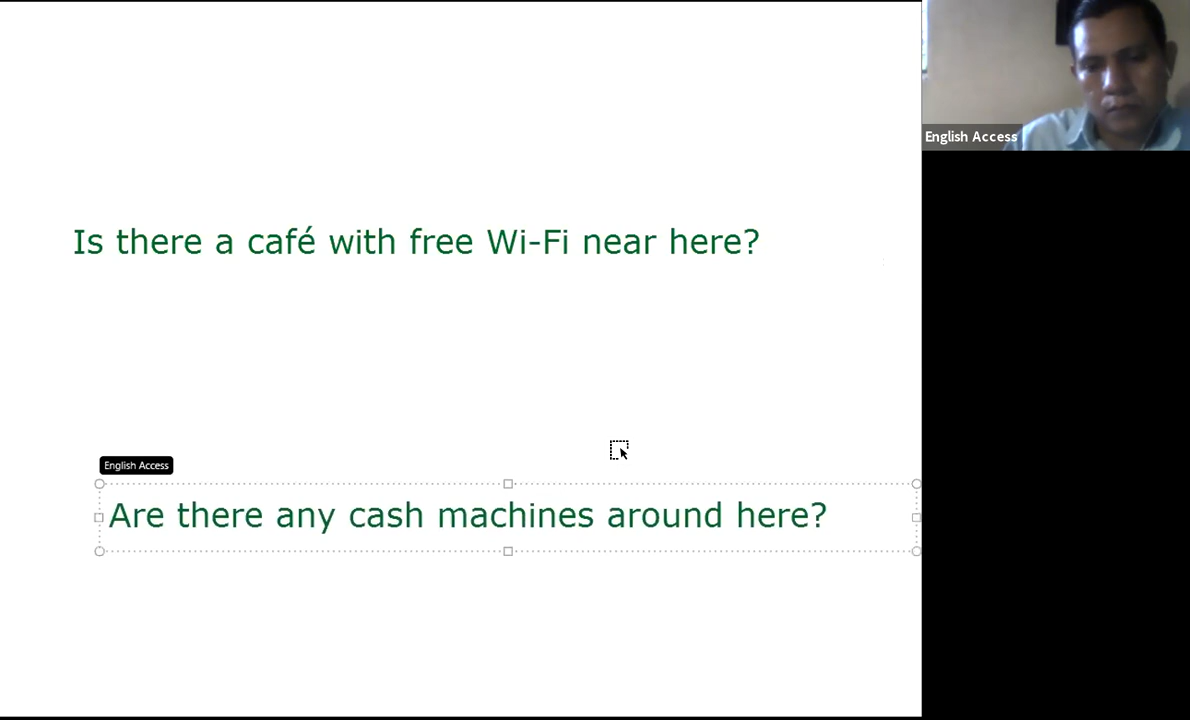 English Access
Is there a café with free Wi-Fi near here?
English Access
Are there any cash machines around here?